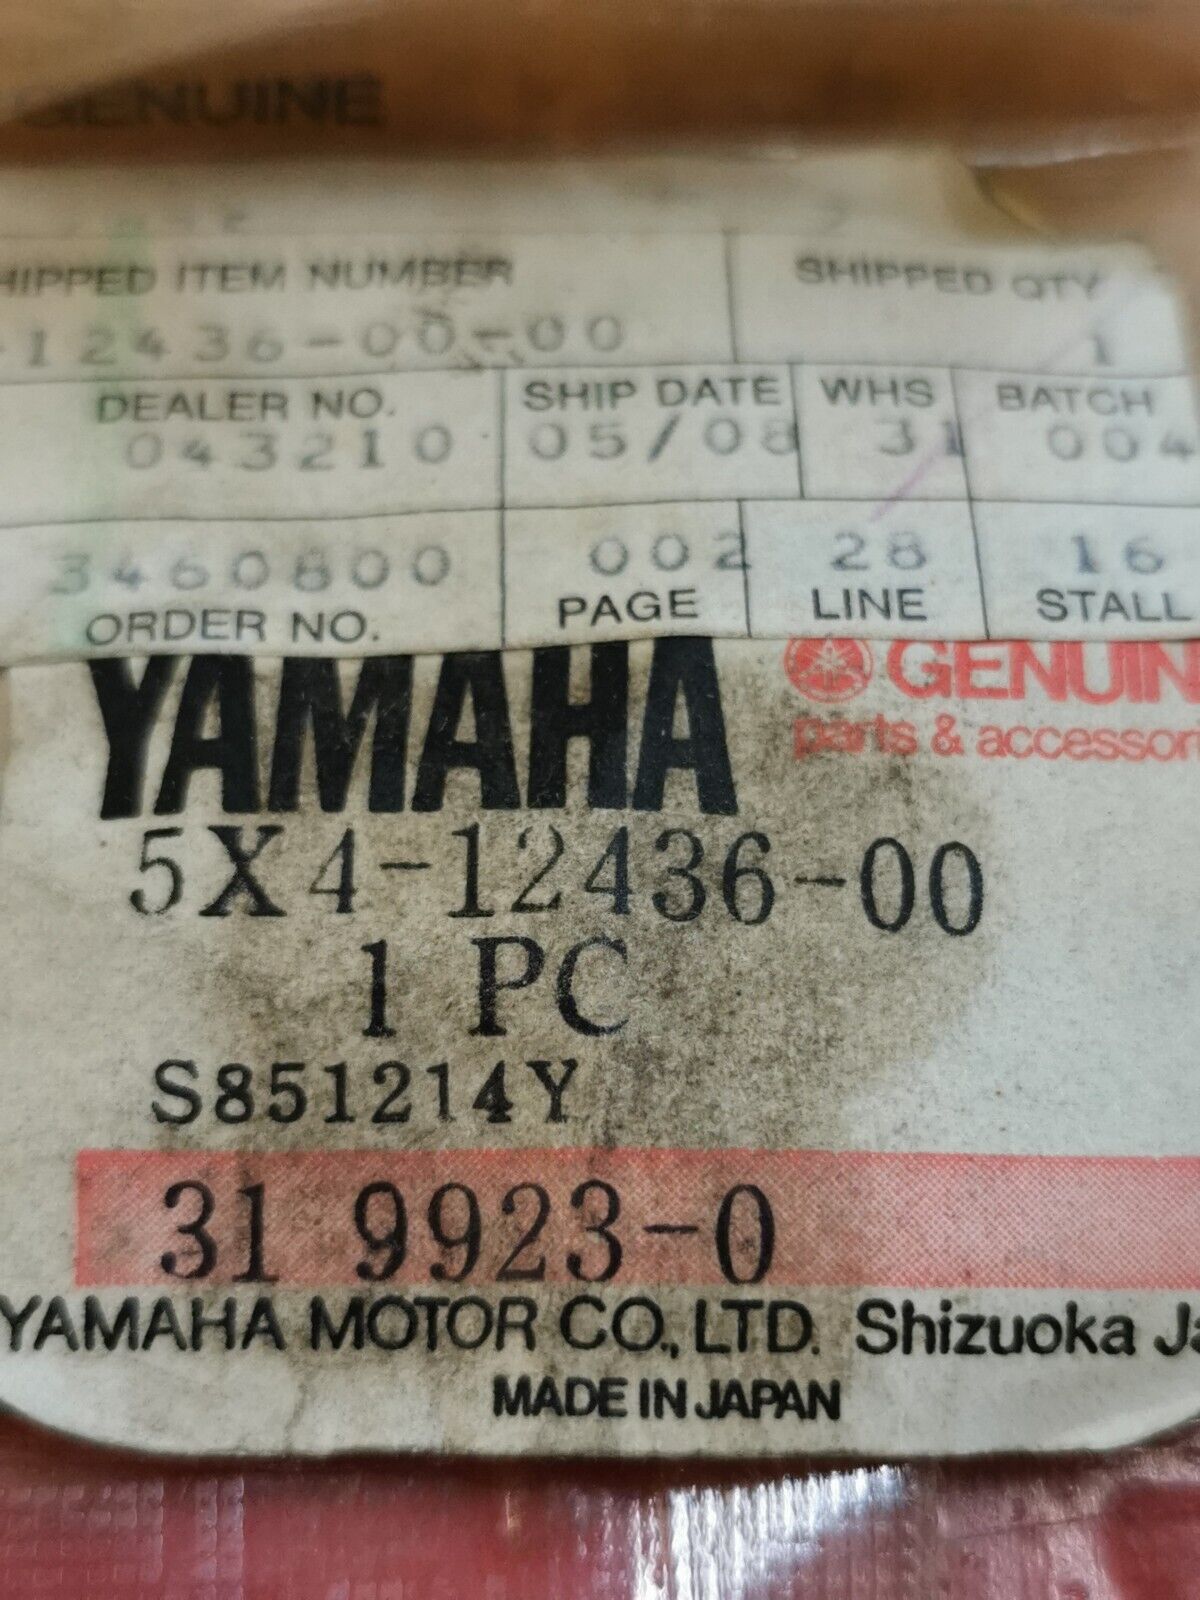 GENUINE
HIPPED ITEM NUMBER SHIPPED QTY
-12436-00-00 1
DEALER NO. SHIP DATE WHS BATCH
043210 05/08 31 004
3460800 002 28 16
ORDER NO. PAGE LINE STALL
YAMAHA GENUIN
parts & accessor
5X4-12436-00
1 PC
S851214Y
31 9923-0
YAMAHA MOTOR CO., LTD. Shizuoka Ja
MADE IN JAPAN